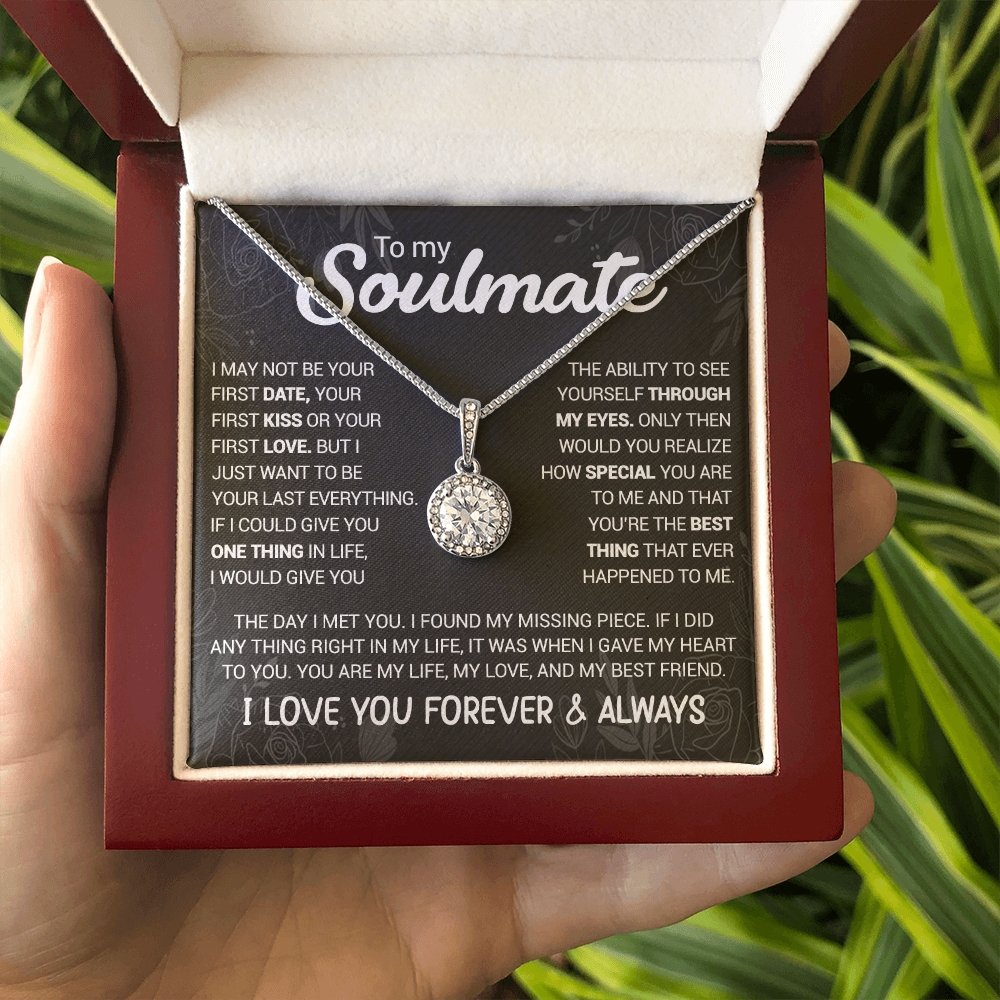 To my
Soulmate
I MAY NOT BE YOUR
FIRST DATE, YOUR
FIRST KISS OR YOUR
FIRST LOVE. BUT I
JUST WANT TO BE
YOUR LAST EVERYTHING.
IF I COULD GIVE YOU
ONE THING IN LIFE,
I WOULD GIVE YOU
THE ABILITY TO SEE
YOURSELF THROUGH
MY EYES. ONLY THEN
WOULD YOU REALIZE
HOW SPECIAL YOU ARE
TO ME AND THAT
YOU'RE THE BEST
THING THAT EVER
HAPPENED TO ME.
THE DAY I MET YOU. I FOUND MY MISSING PIECE. IF I DID
ANY THING RIGHT IN MY LIFE, IT WAS WHEN I GAVE MY HEART
TO YOU. YOU ARE MY LIFE, MY LOVE, AND MY BEST FRIEND.
I LOVE YOU FOREVER & ALWAYS